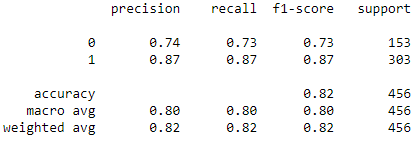 precision recall f1-score support
0 0.74 0.73 0.73 153
1 0.87 0.87 0.87 303
accuracy 0.82 456
macro avg 0.80 0.80 0.80 456
weighted avg 0.82 0.82 0.82 456